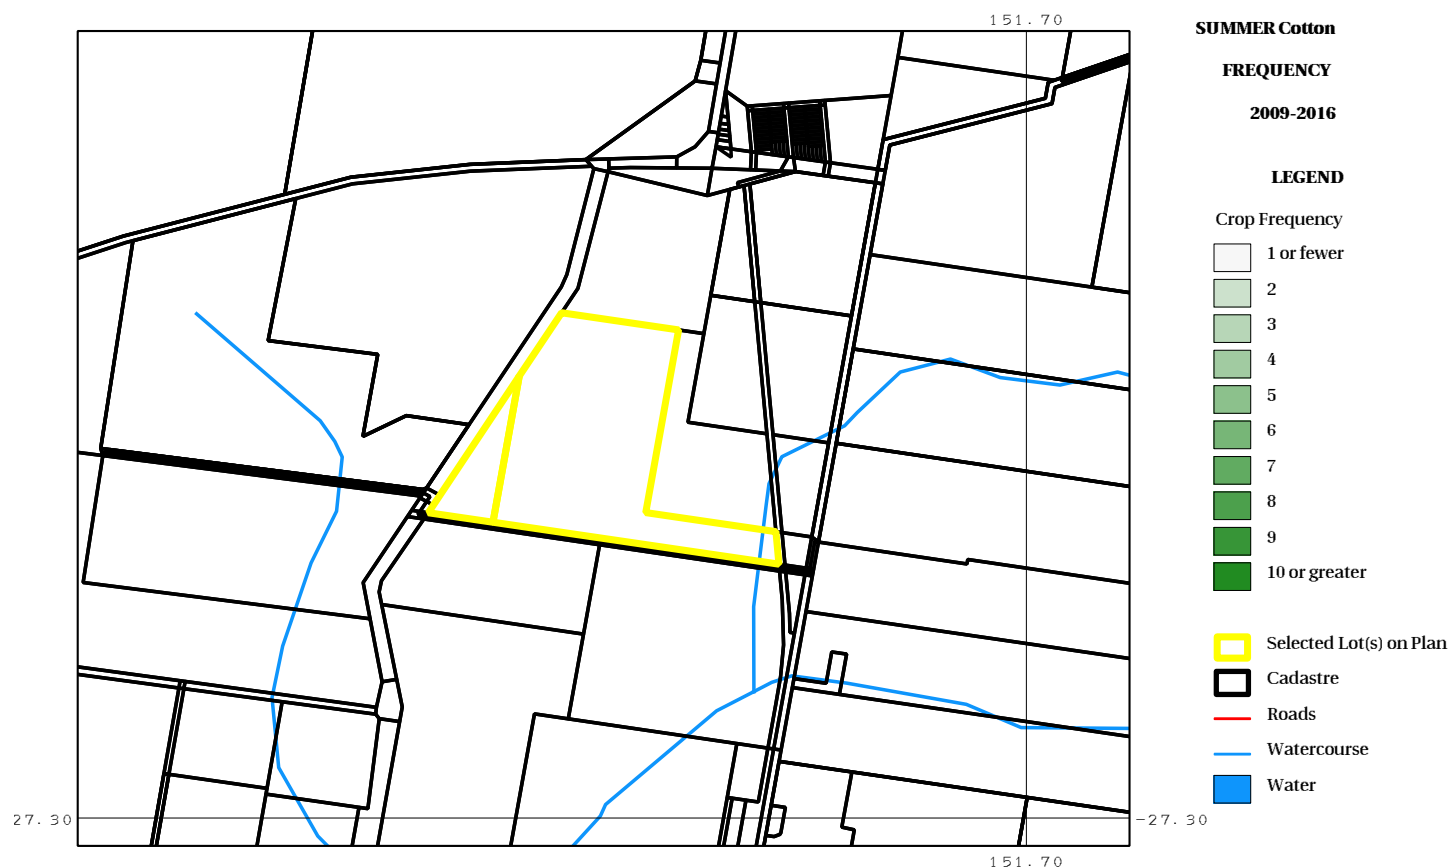 151.70
SUMMER Cotton
FREQUENCY
2009-2016
LEGEND
Crop Frequency
1 or fewer
2
3
4
5
6
7
8
9
10 or greater
Selected Lot(s) on Plan
Cadastre
Roads
Watercourse
Water
27.30
-27.30
151.70